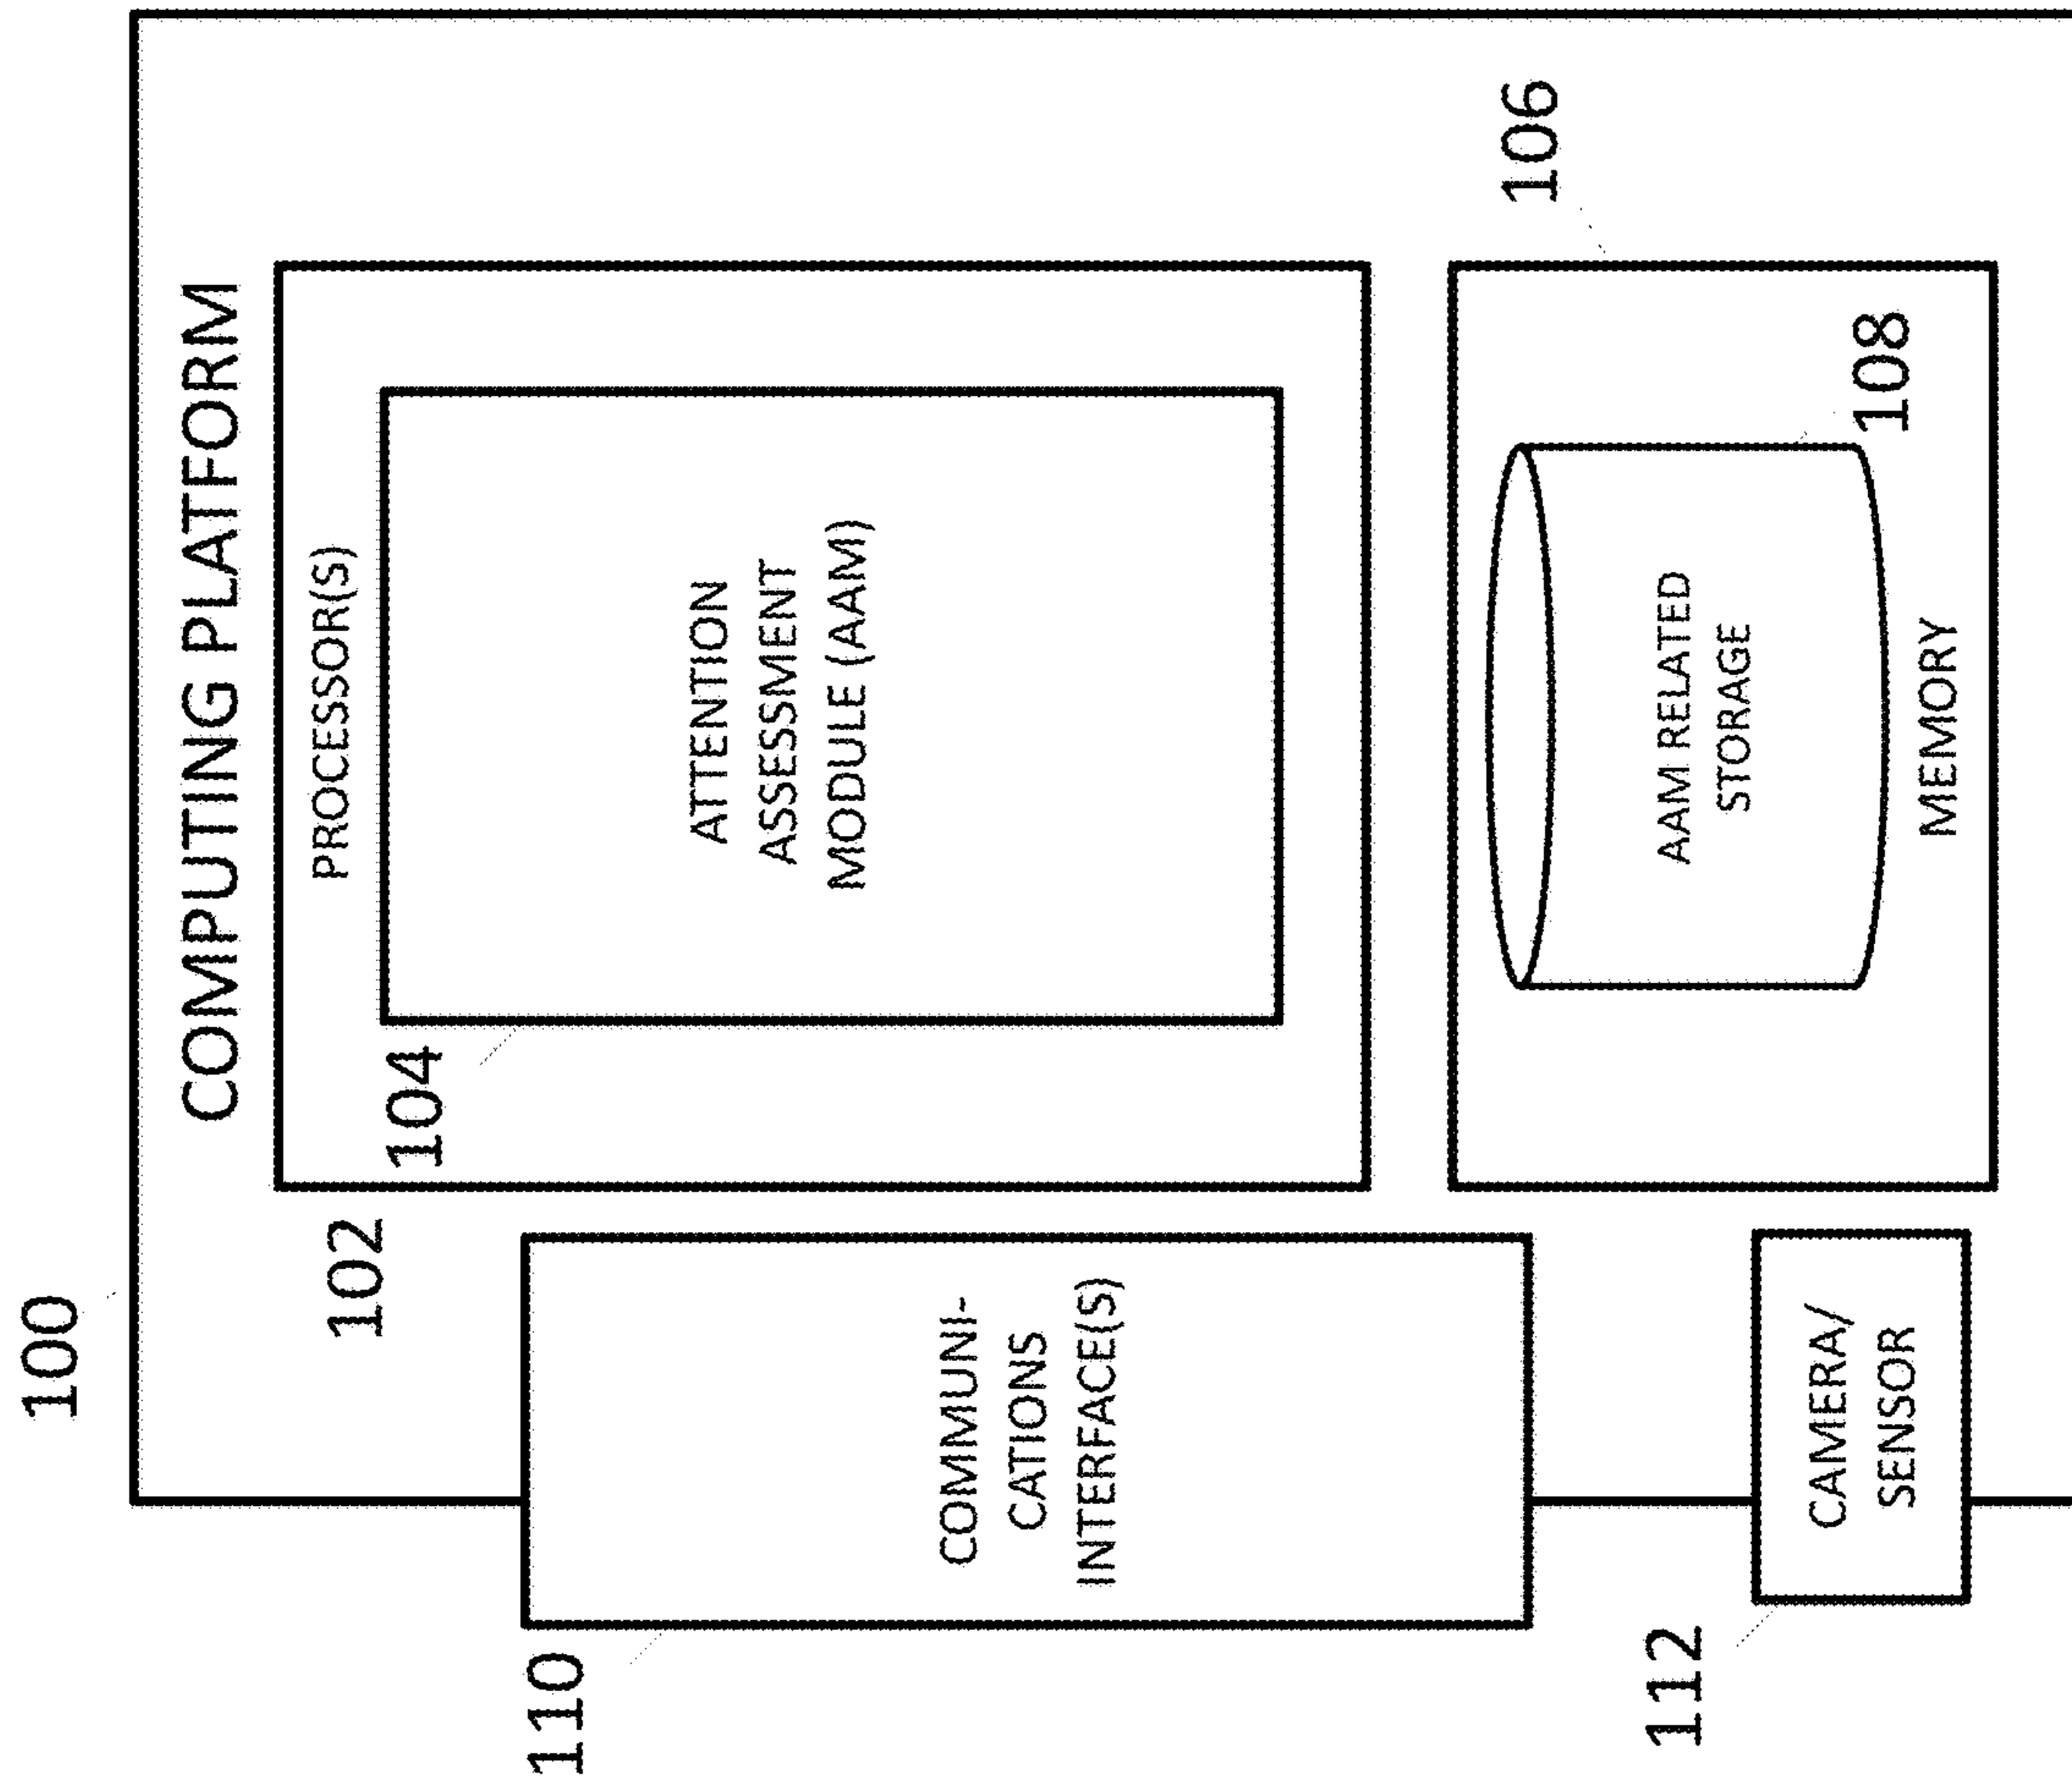 100
COMPUTING PLATFORM
102
PROCESSOR(S)
104
ATTENTION
ASSESSMENT
MODULE (AAM)
110
COMMUNI-
CATIONS
INTERFACE(S)
106
AAM RELATED
STORAGE
108
MEMORY
112
CAMERA/
SENSOR